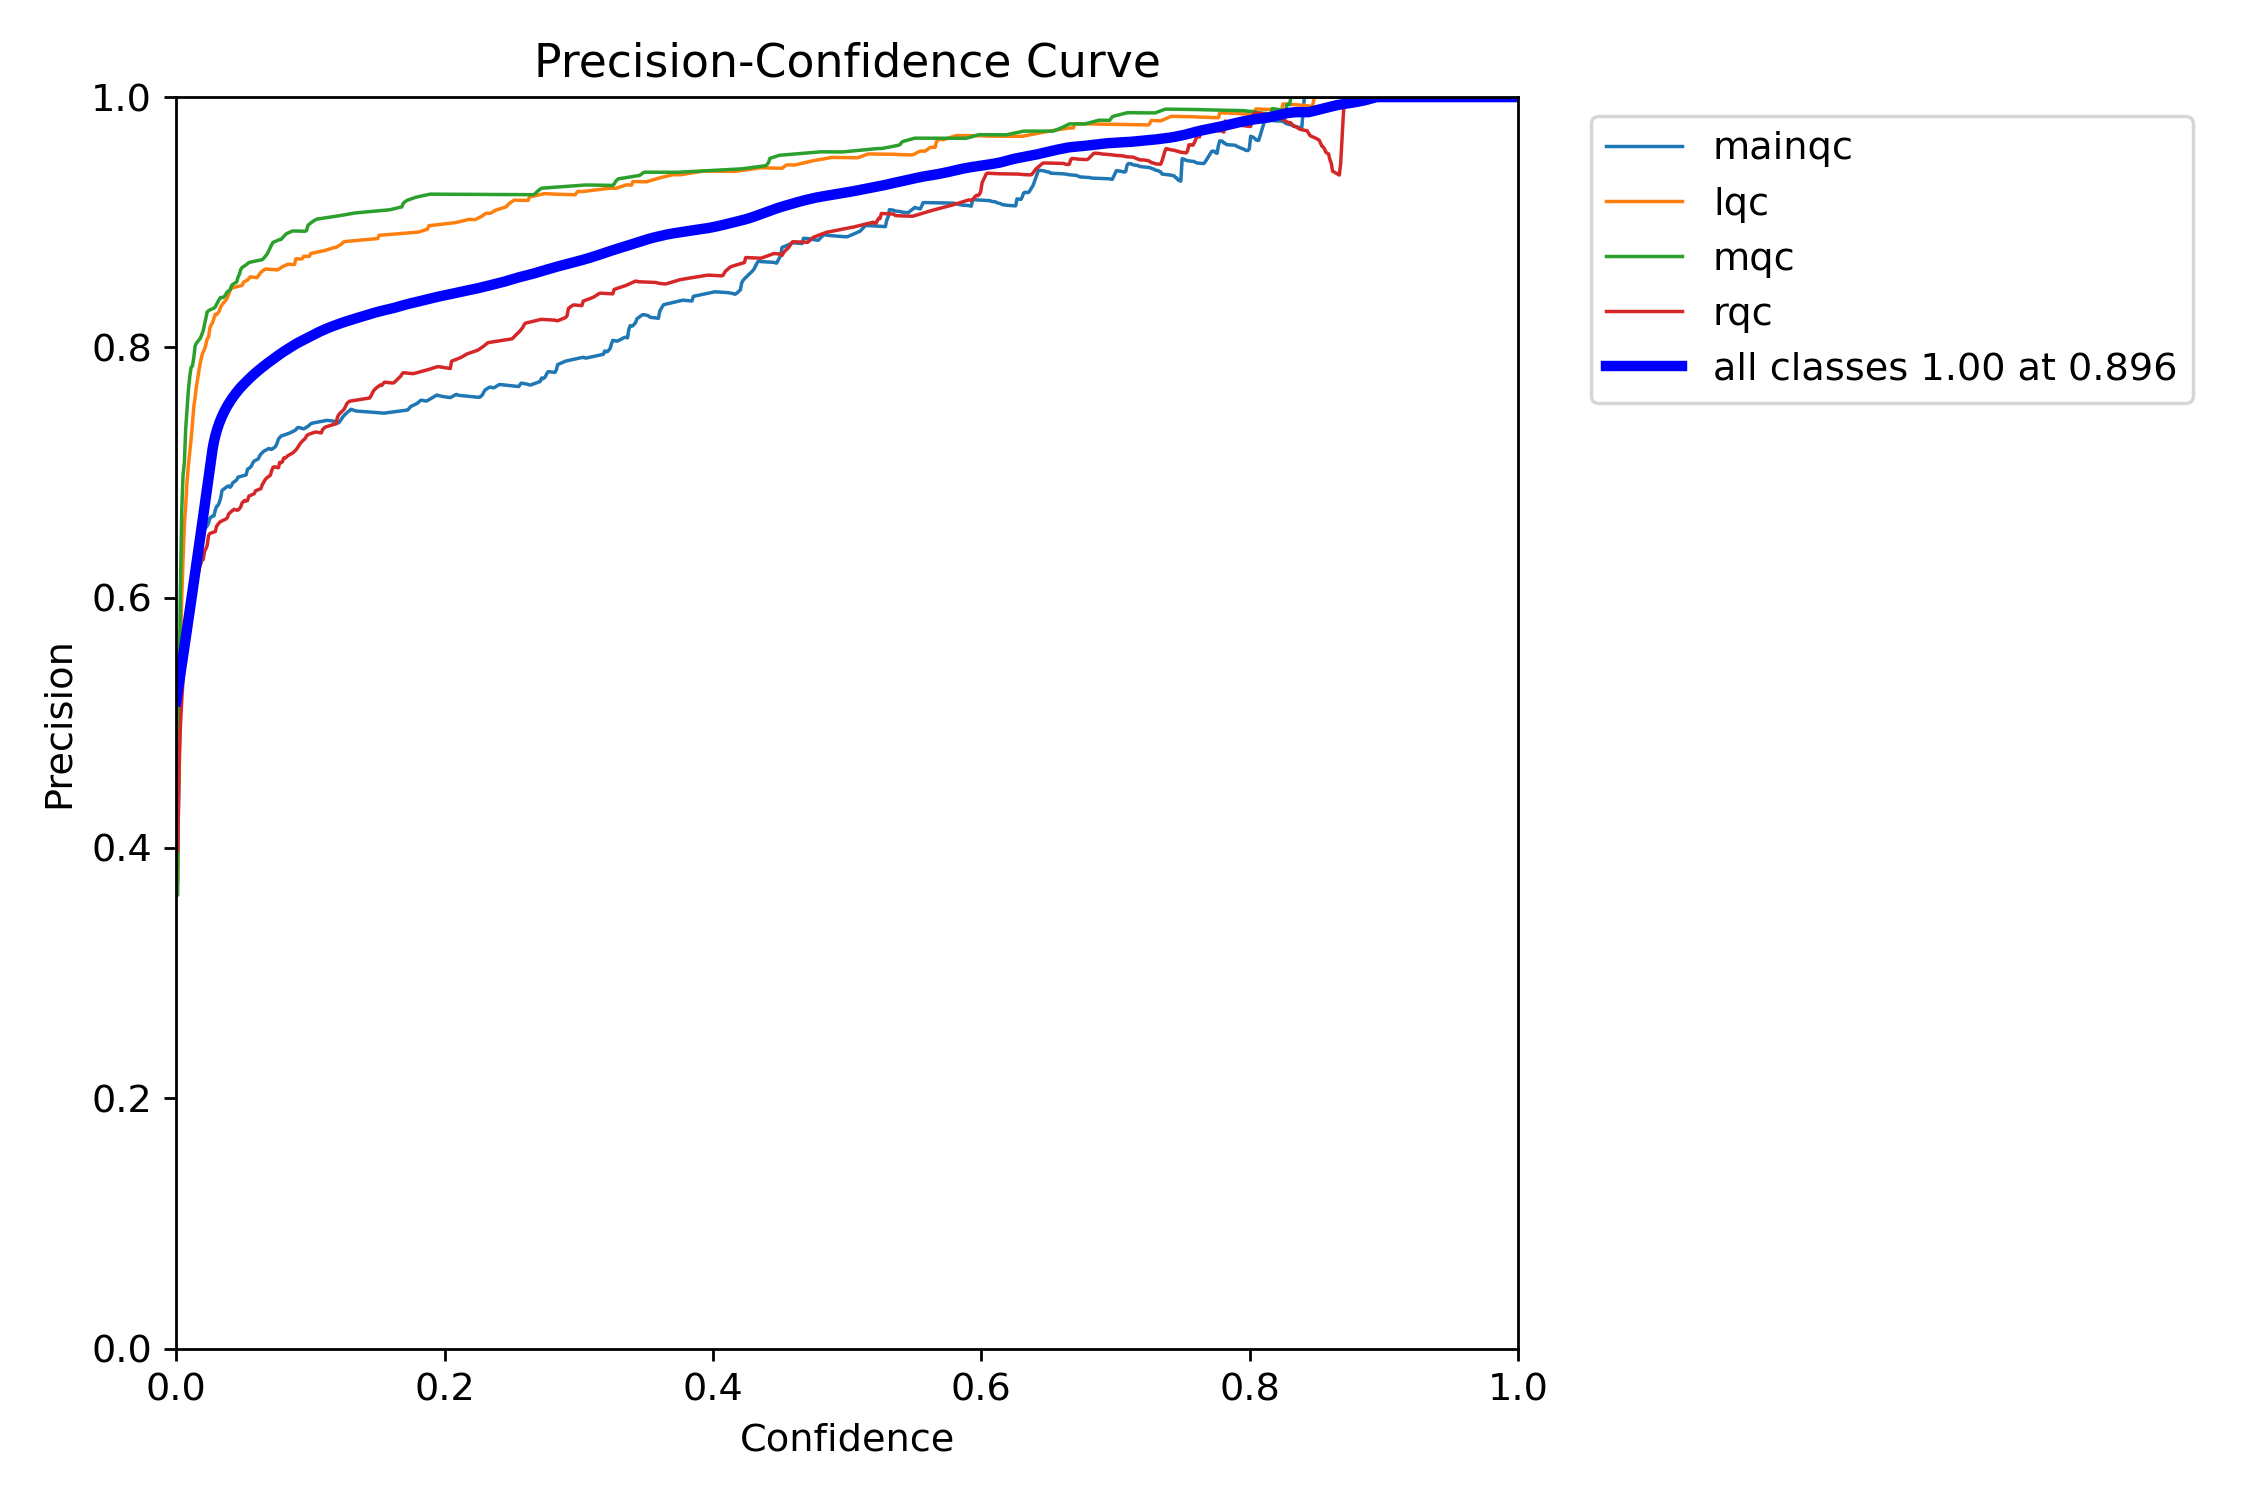 Precision-Confidence Curve
1.0
0.8
0.6
0.4
0.2
0.0
Precision
0.0 0.2 0.4 0.6 0.8 1.0
Confidence
mainqc
lqc
mqc
rqc
all classes 1.00 at 0.896